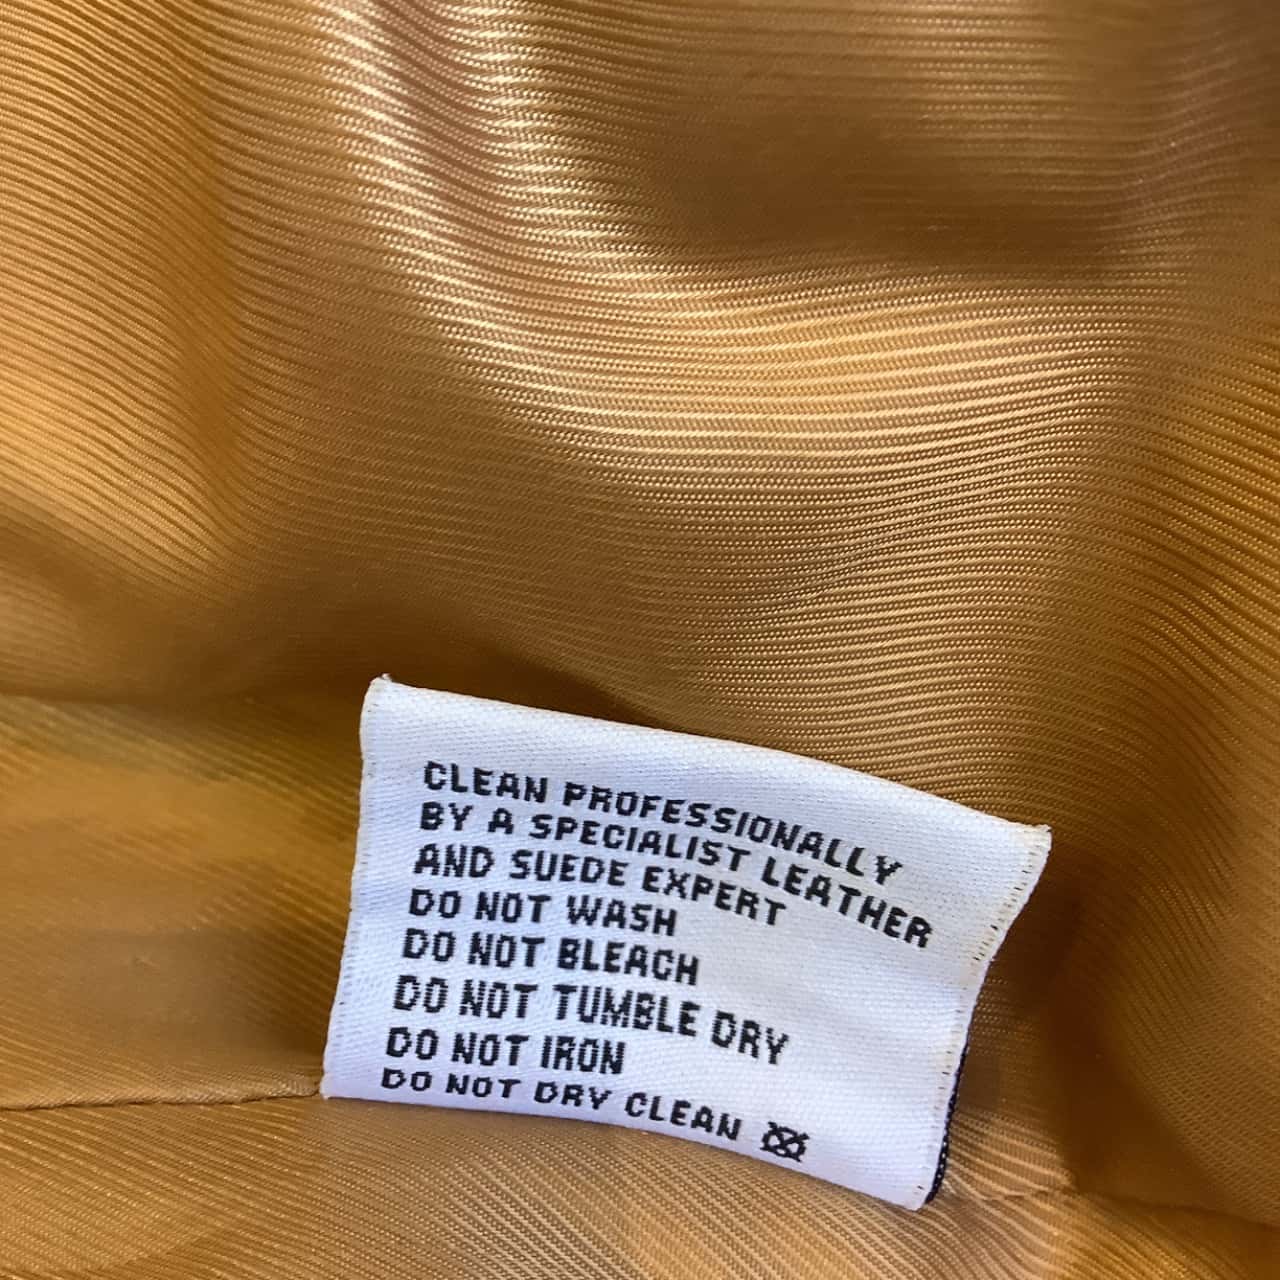 CLEAN PROFESSIONALLY
BY A SPECIALIST LEATHER
AND SUEDE EXPERT
DO NOT WASH
DO NOT BLEACH
DO NOT TUMBLE DRY
DO NOT IRON
DO NOT DRY CLEAN